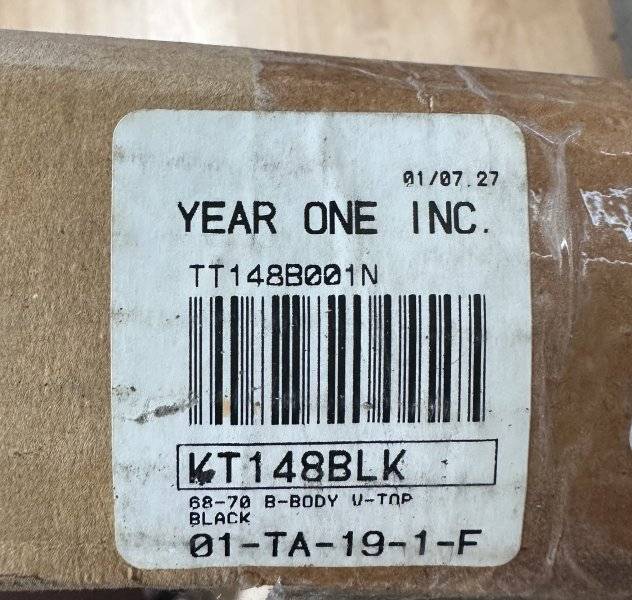 01/07.27
YEAR ONE INC.
TT148B001N
KT148BLK
68-70 B-BODY V-TOP
BLACK
01-TA-19-1-F